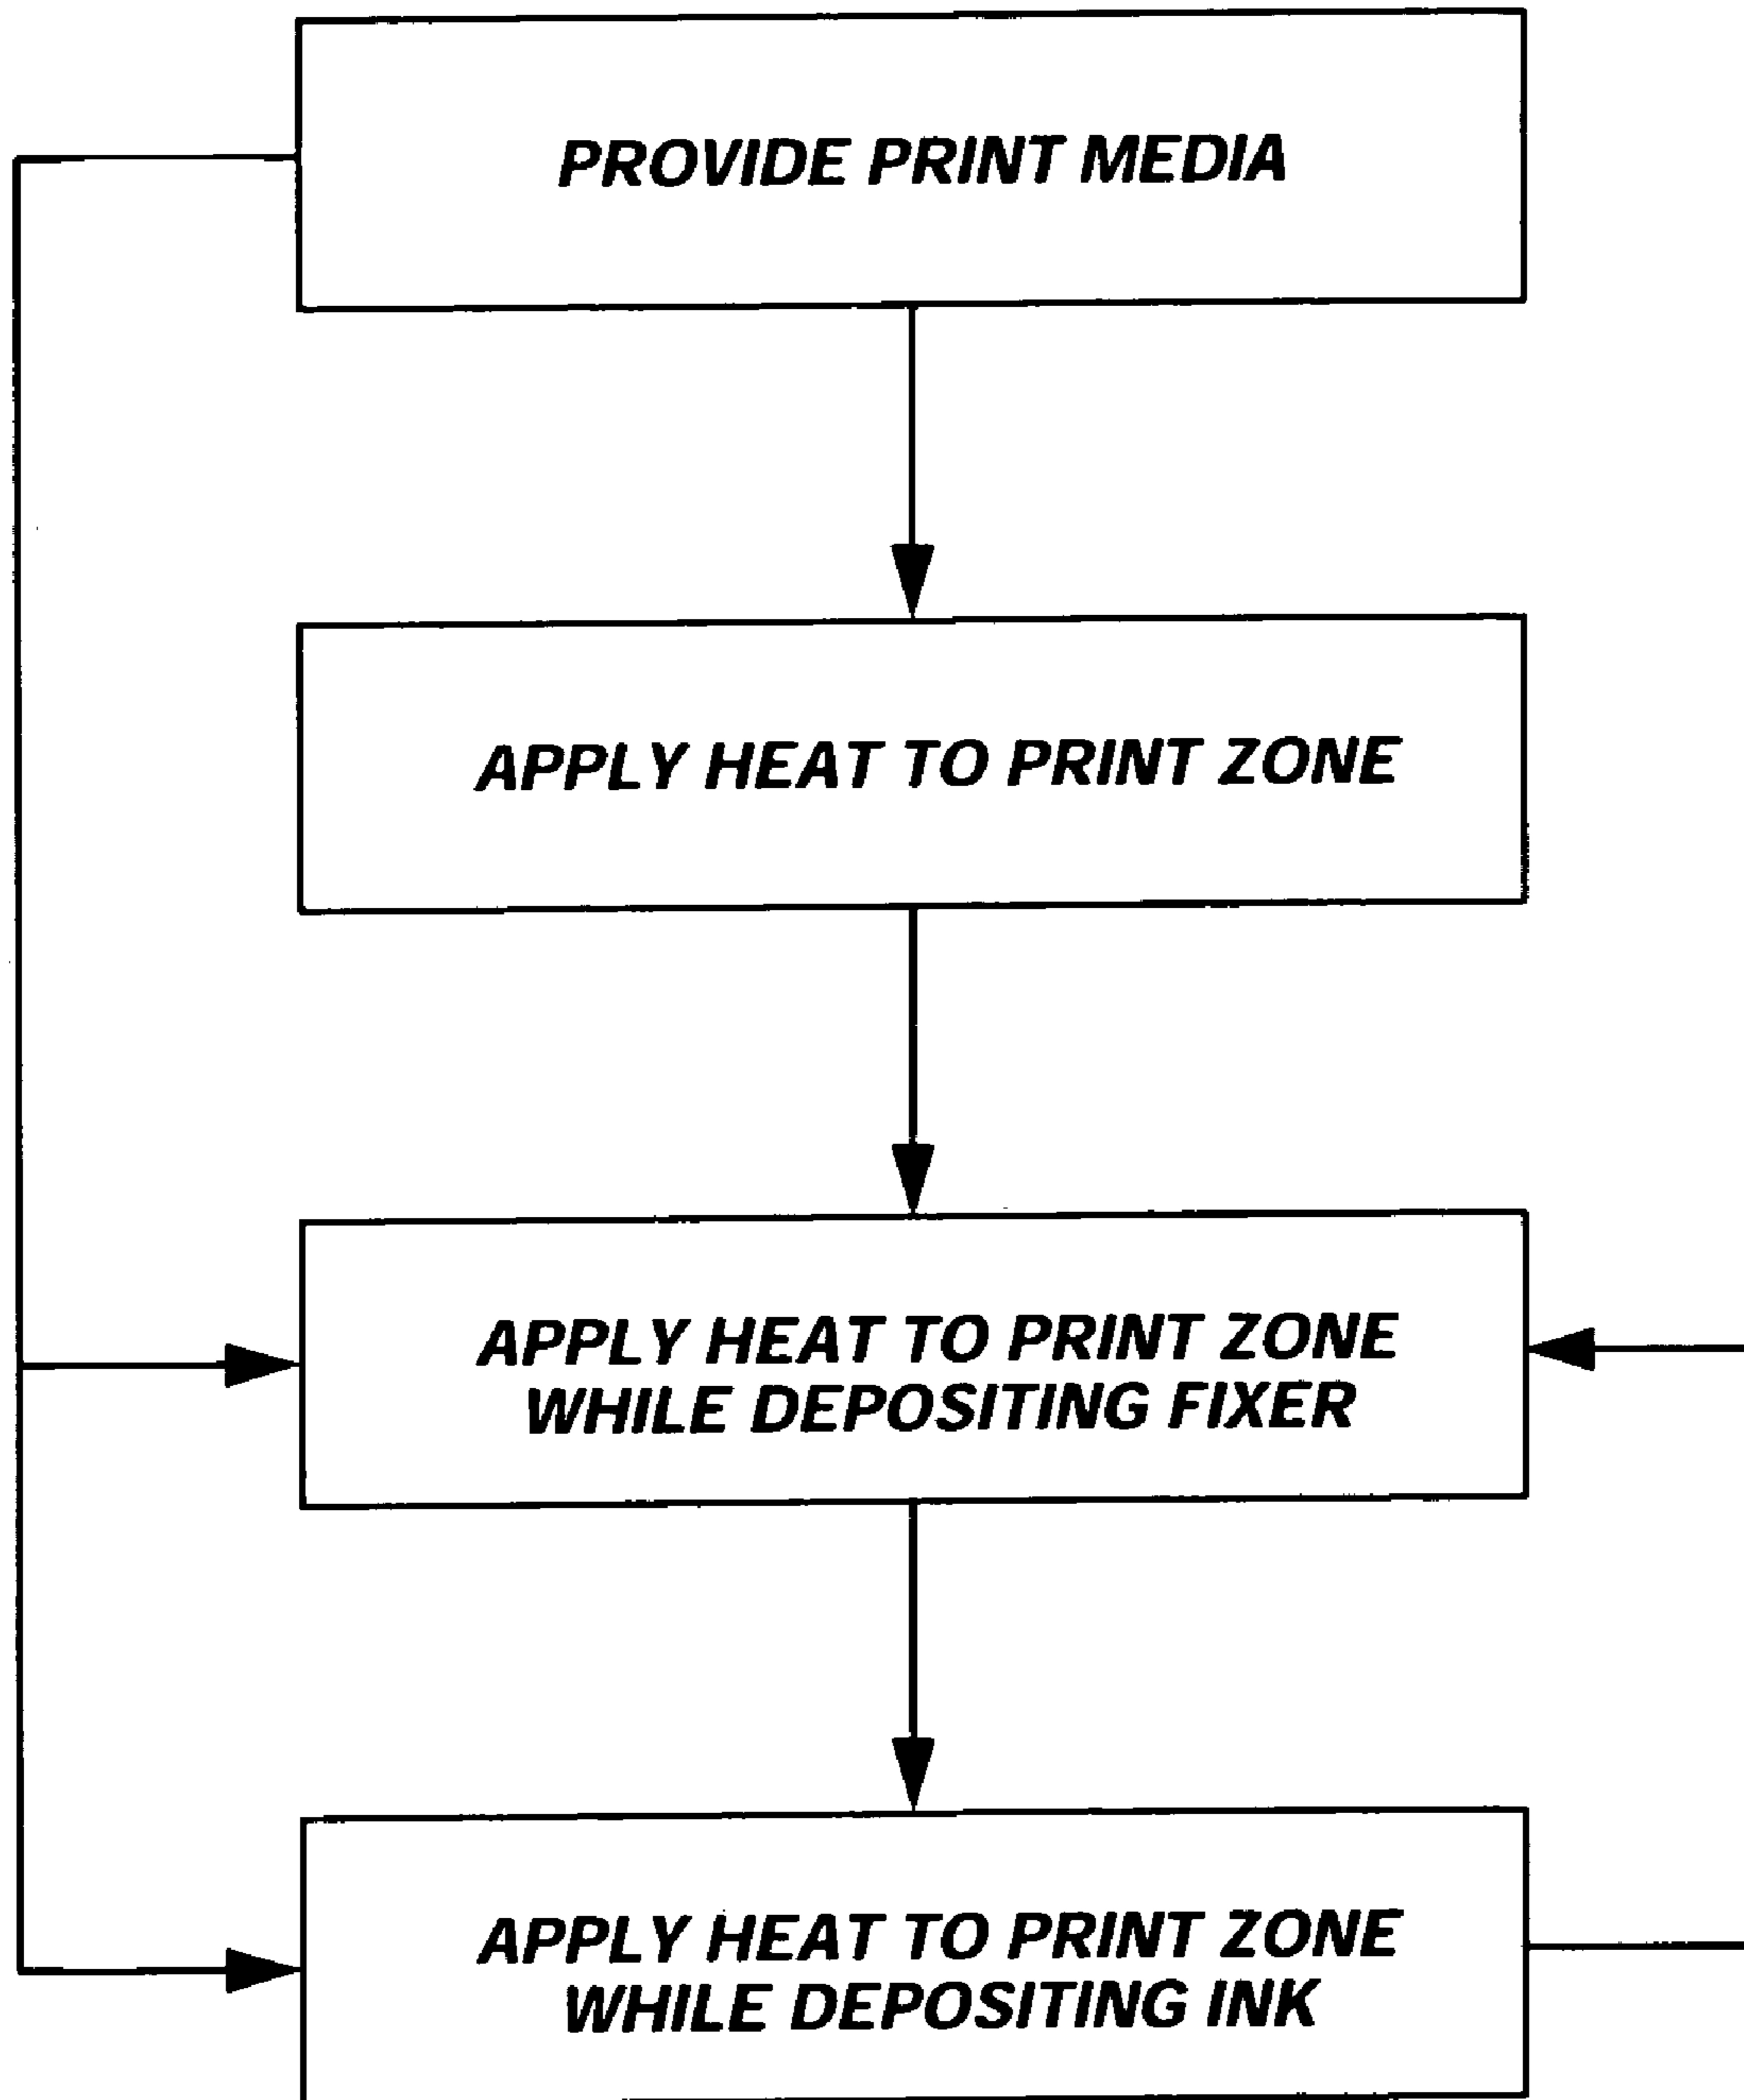 PROVIDE PRINT MEDIA
APPLY HEAT TO PRINT ZONE
APPLY HEAT TO PRINT ZONE
WHILE DEPOSITING FIXER
APPLY HEAT TO PRINT ZONE
WHILE DEPOSITING INK